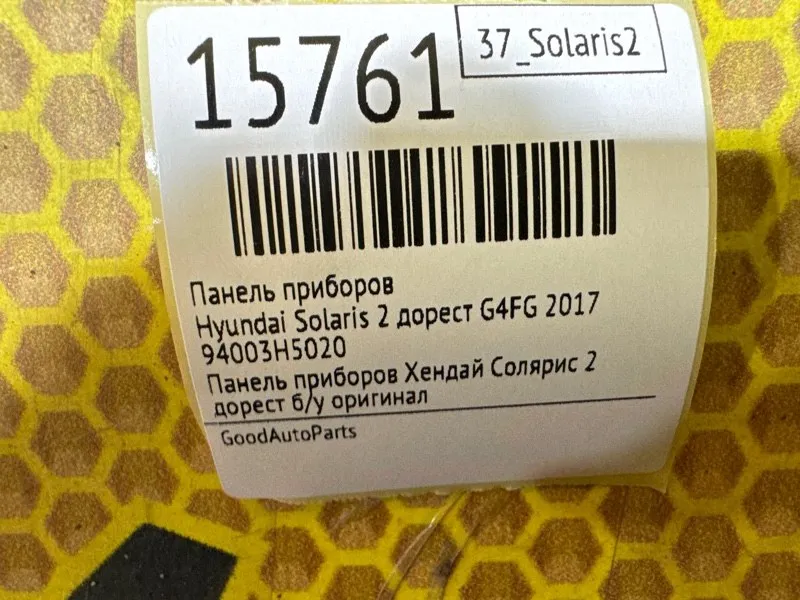 15761
37_Solaris2
Панель приборов
Hyundai Solaris 2 дорест G4FG 2017
94003H5020
Панель приборов Хендай Солярис 2
дорест б/у оригинал
GoodAutoParts